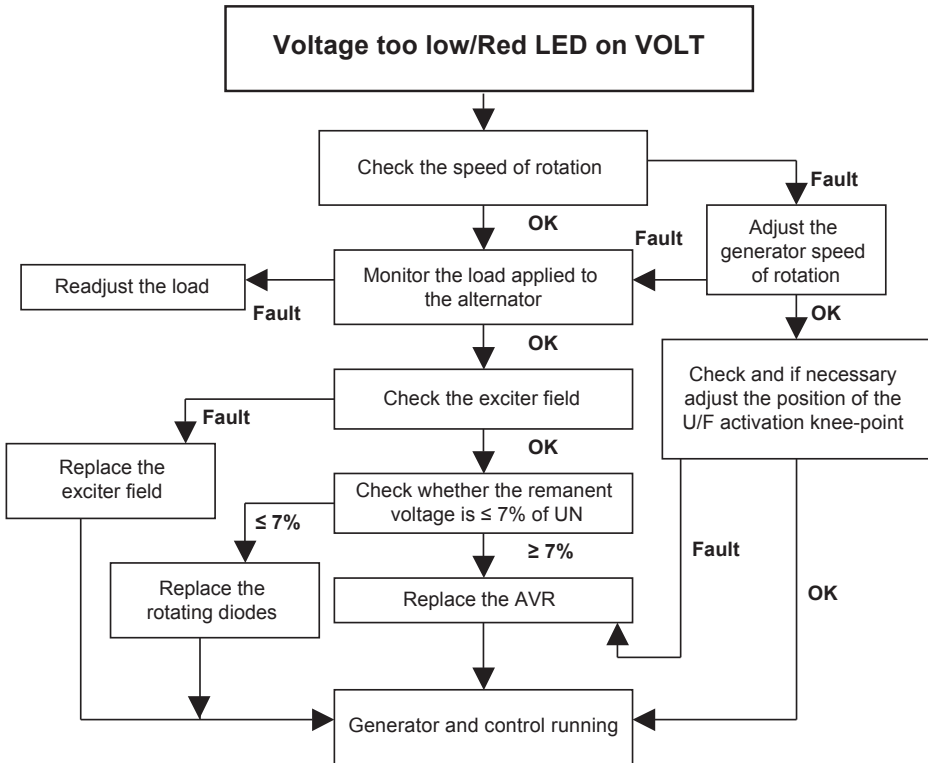 Voltage too low/Red LED on VOLT
Check the speed of rotation
Fault
OK
Fault
Adjust the
generator speed
of rotation
Readjust the load
Monitor the load applied to
the alternator
Fault
OK
OK
Check the exciter field
Check and if necessary
adjust the position of the
U/F activation knee-point
Fault
OK
Replace the
exciter field
Check whether the remanent
voltage is ≤ 7% of UN
≤ 7%
≥ 7%
Fault
Replace the
rotating diodes
Replace the AVR
OK
Generator and control running